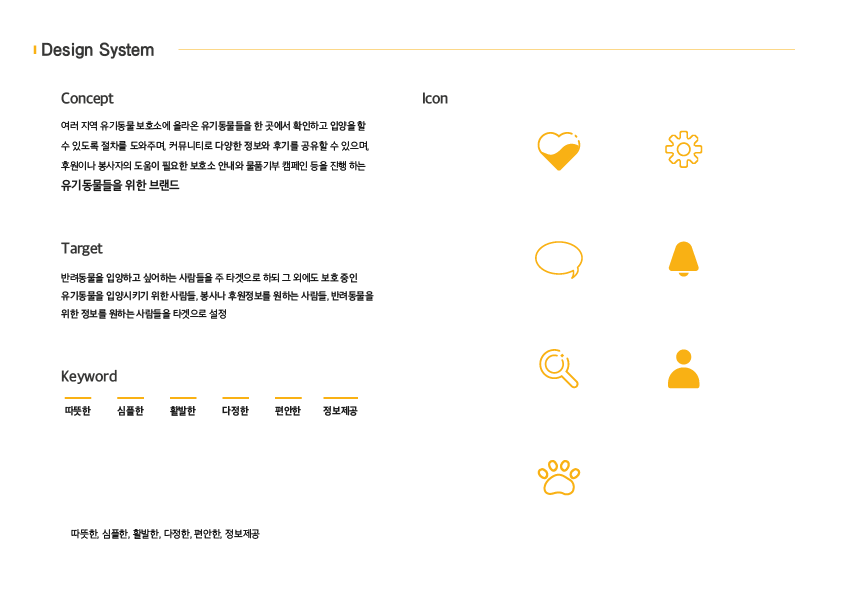 Design System
Concept
여러 지역 유기동물 보호소에 올라온 유기동물들을 한 곳에서 확인하고 입양을 할
수 있도록 절차를 도와주며, 커뮤니티로 다양한 정보와 후기를 공유할 수 있으며,
후원이나 봉사자의 도움이 필요한 보호소 안내와 물품기부 캠페인 등을 진행 하는
유기동물들을 위한 브랜드
Target
반려동물을 입양하고 싶어하는 사람들을 주 타겟으로 하되 그 외에도 보호 중인
유기동물을 입양시키기 위한 사람들, 봉사나 후원정보를 원하는 사람들, 반려동물을
위한 정보를 원하는 사람들을 타겟으로 설정
Keyword
따뜻한 심플한 활발한 다정한 편안한 정보제공
따뜻한, 심플한, 활발한, 다정한, 편안한, 정보제공
Icon